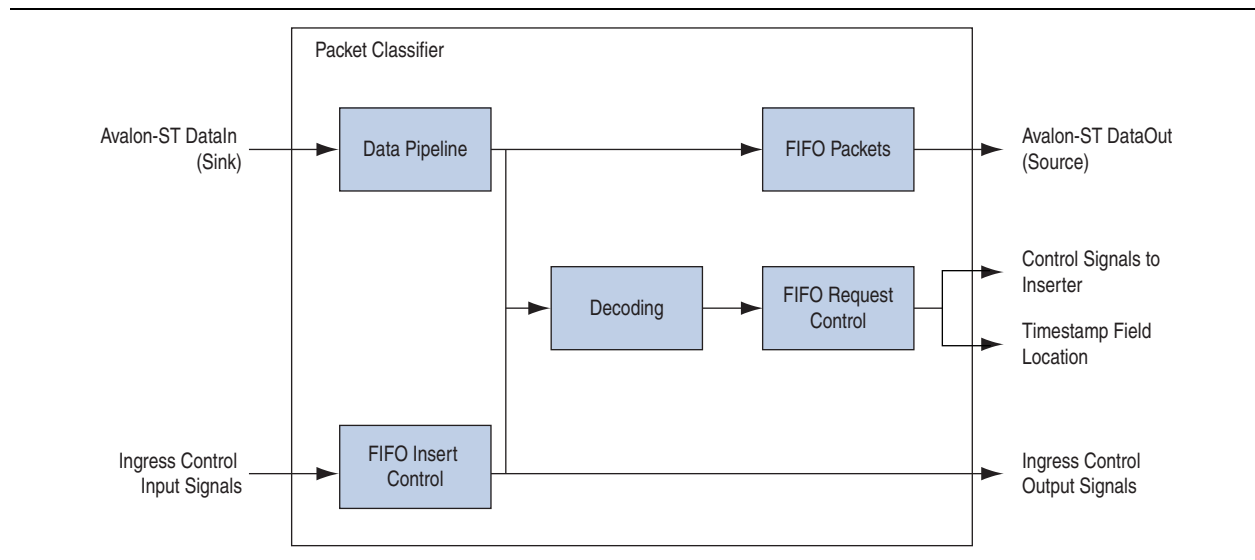 Packet Classifier
Avalon-ST DataIn
(Sink)
Data Pipeline
FIFO Packets
Avalon-ST DataOut
(Source)
Decoding
FIFO Request
Control
Control Signals to
Inserter
Timestamp Field
Location
Ingress Control
Input Signals
FIFO Insert
Control
Ingress Control
Output Signals